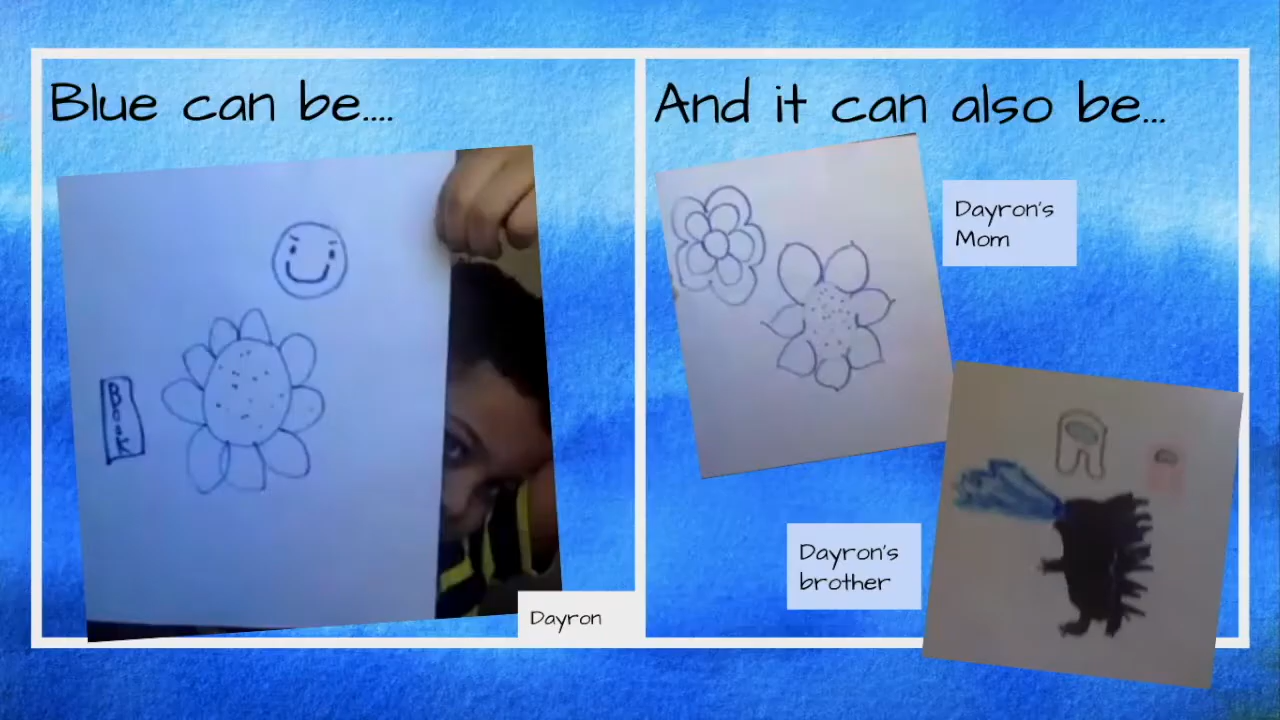 Blue can be....
Book
Dayron
And it can also be...
Dayron's
Mom
Dayron's
brother